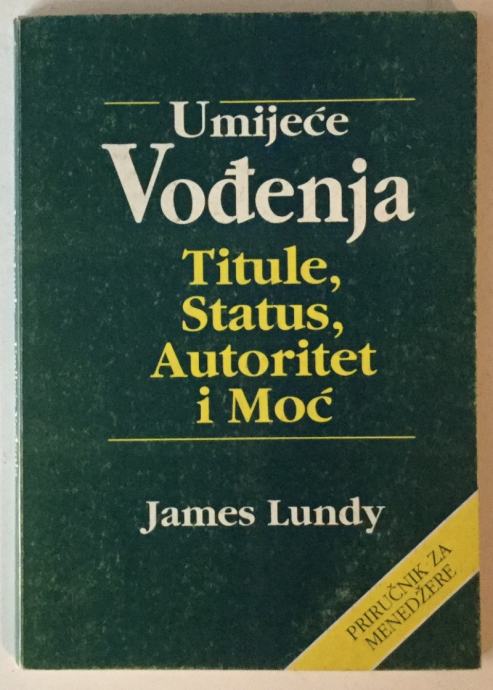 Umijeće
Vođenja
Titule,
Status,
Autoritet
i Moć
James Lundy
PRIRUČNIK ZA
MENEDŽERE